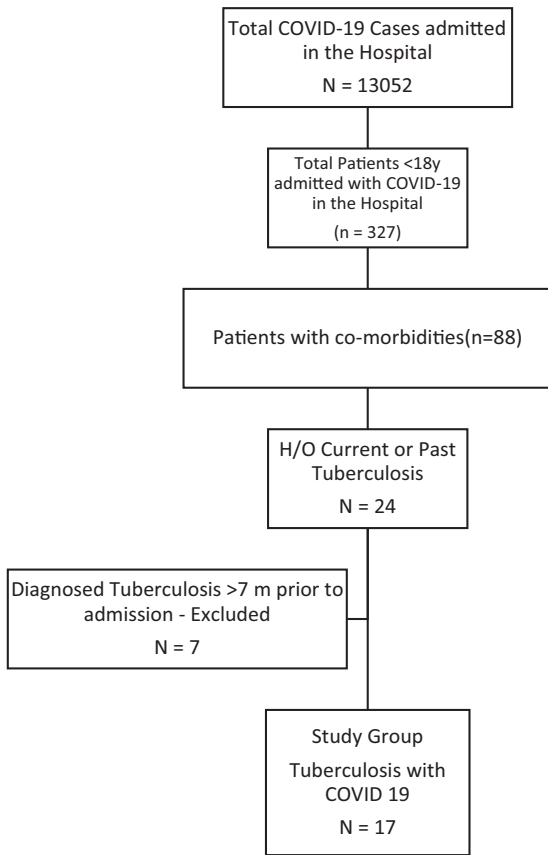 Total COVID-19 Cases admitted
in the Hospital
N = 13052
Total Patients <18y
admitted with COVID-19
in the Hospital
(n = 327)
Patients with co-morbidities(n=88)
H/O Current or Past
Tuberculosis
N = 24
Diagnosed Tuberculosis >7 m prior to
admission - Excluded
N = 7
Study Group
Tuberculosis with
COVID 19
N = 17